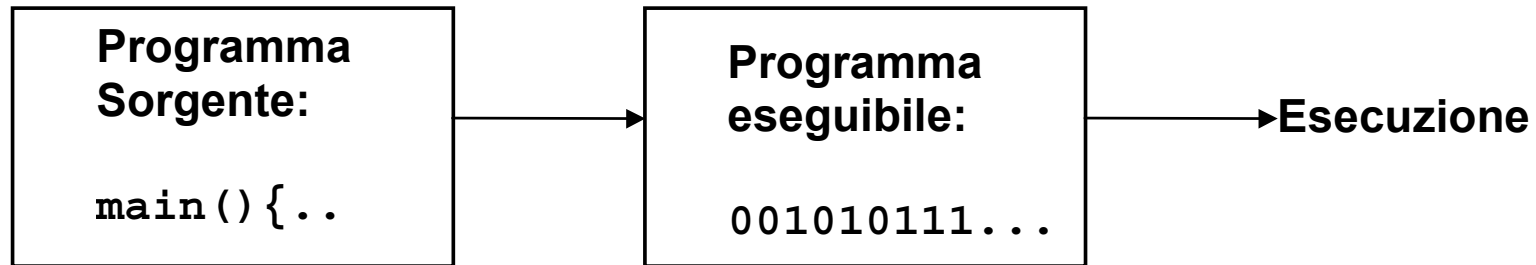 Programma
Sorgente:
main(){..
Programma
eseguibile:
001010111...
Esecuzione